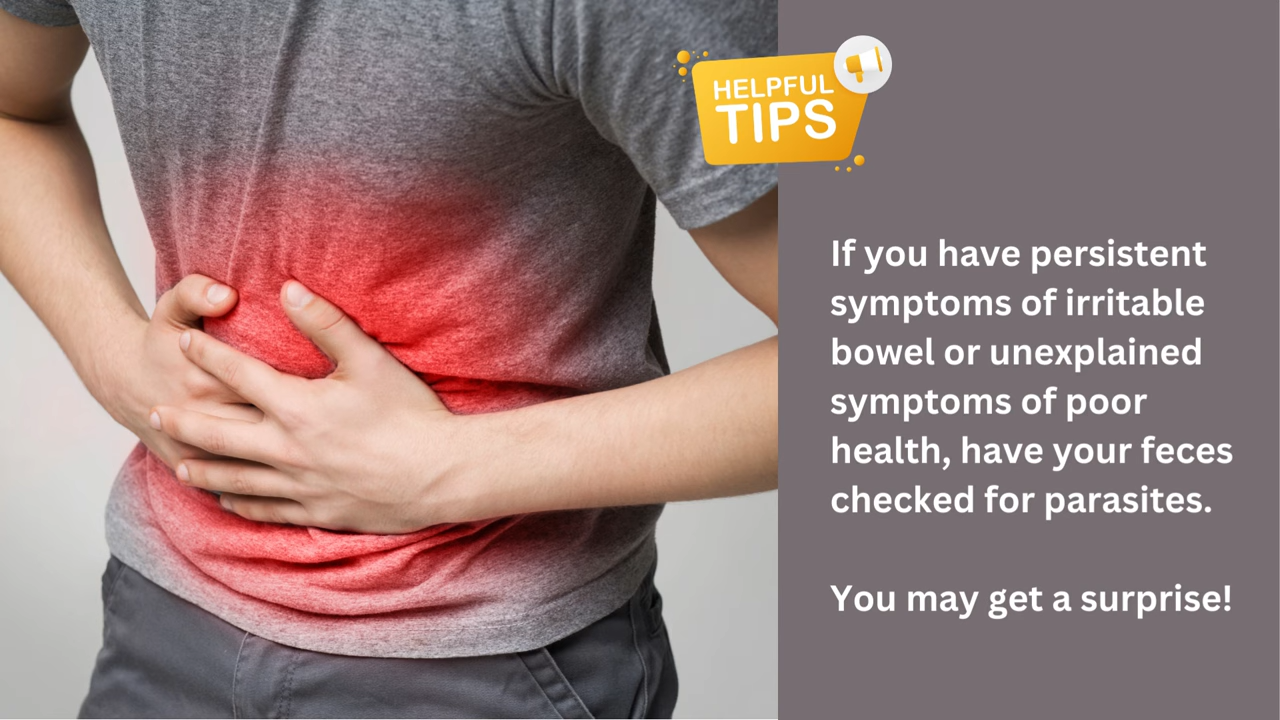 HELPFUL
TIPS
If you have persistent
symptoms of irritable
bowel or unexplained
symptoms of poor
health, have your feces
checked for parasites.
You may get a surprise!